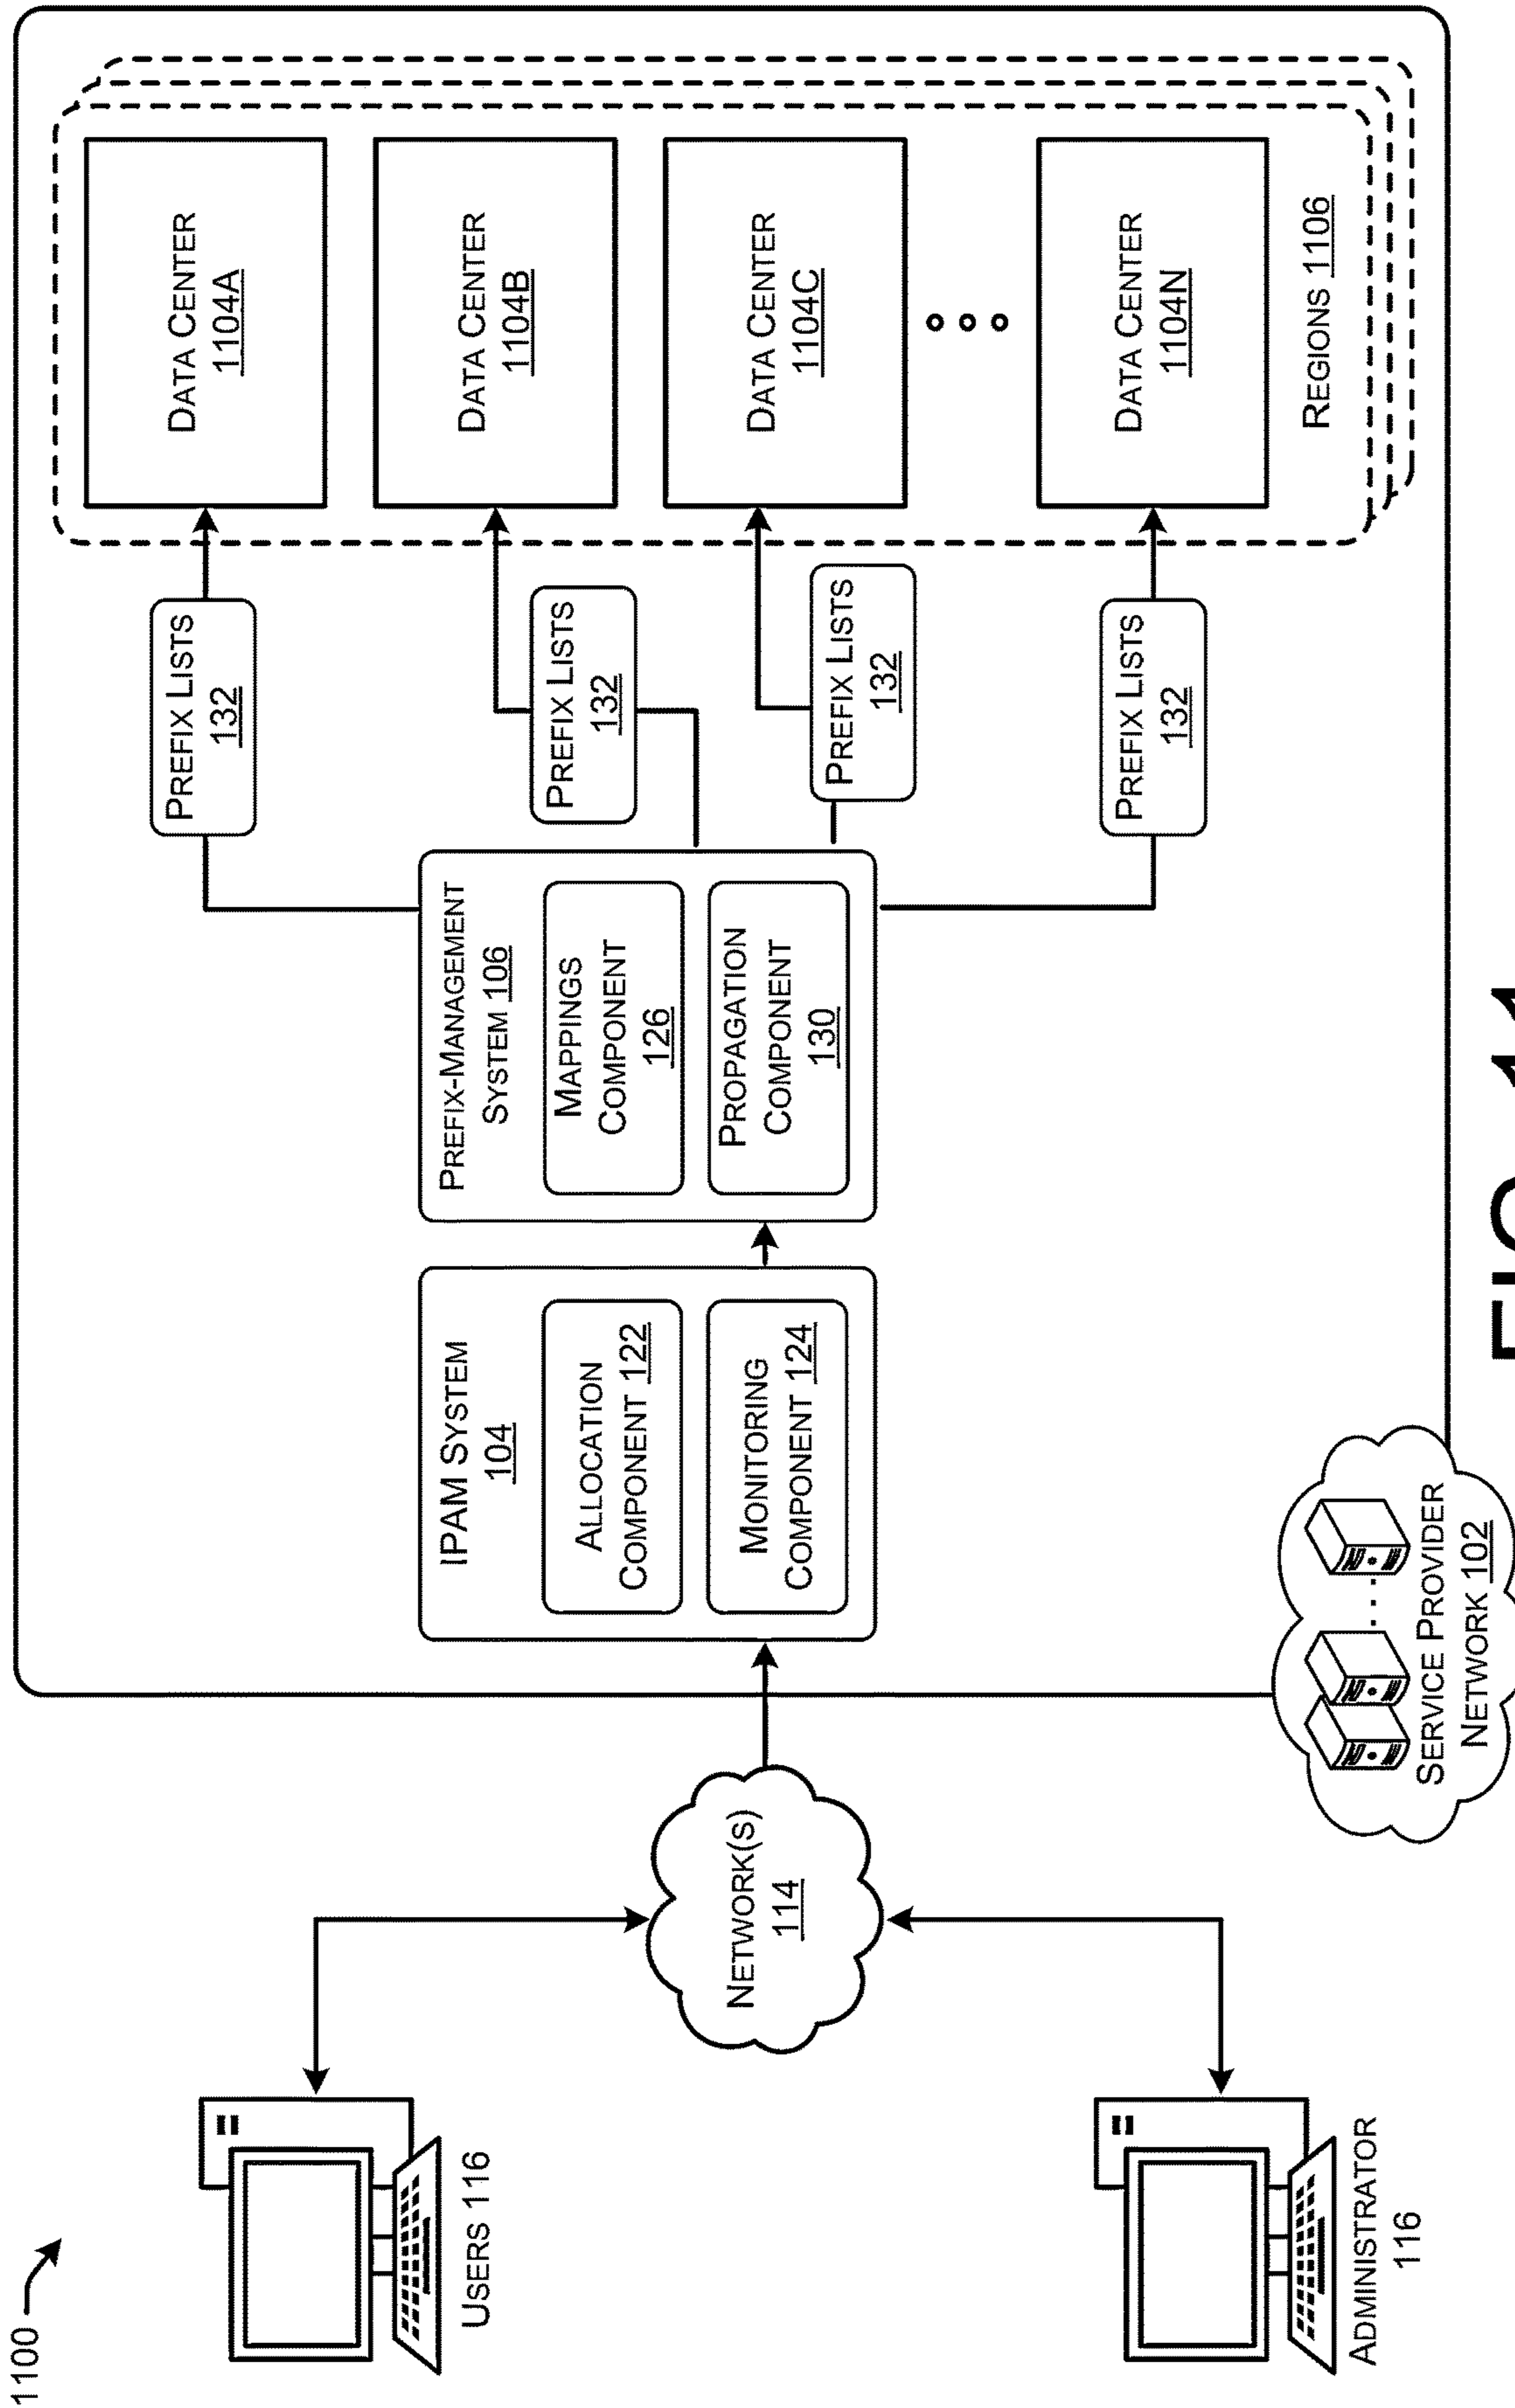 1100
USERS 116
ADMINISTRATOR
116
NETWORK(S)
114
SERVICE PROVIDER
NETWORK 102
IPAM SYSTEM
104
ALLOCATION
COMPONENT 122
MONITORING
COMPONENT 124
PREFIX-MANAGEMENT
SYSTEM 106
MAPPINGS
COMPONENT
126
PROPAGATION
COMPONENT
130
PREFIX LISTS
132
PREFIX LISTS
132
PREFIX LISTS
132
PREFIX LISTS
132
DATA CENTER
1104A
DATA CENTER
1104B
DATA CENTER
1104C
DATA CENTER
1104N
REGIONS 1106
FIG. 11